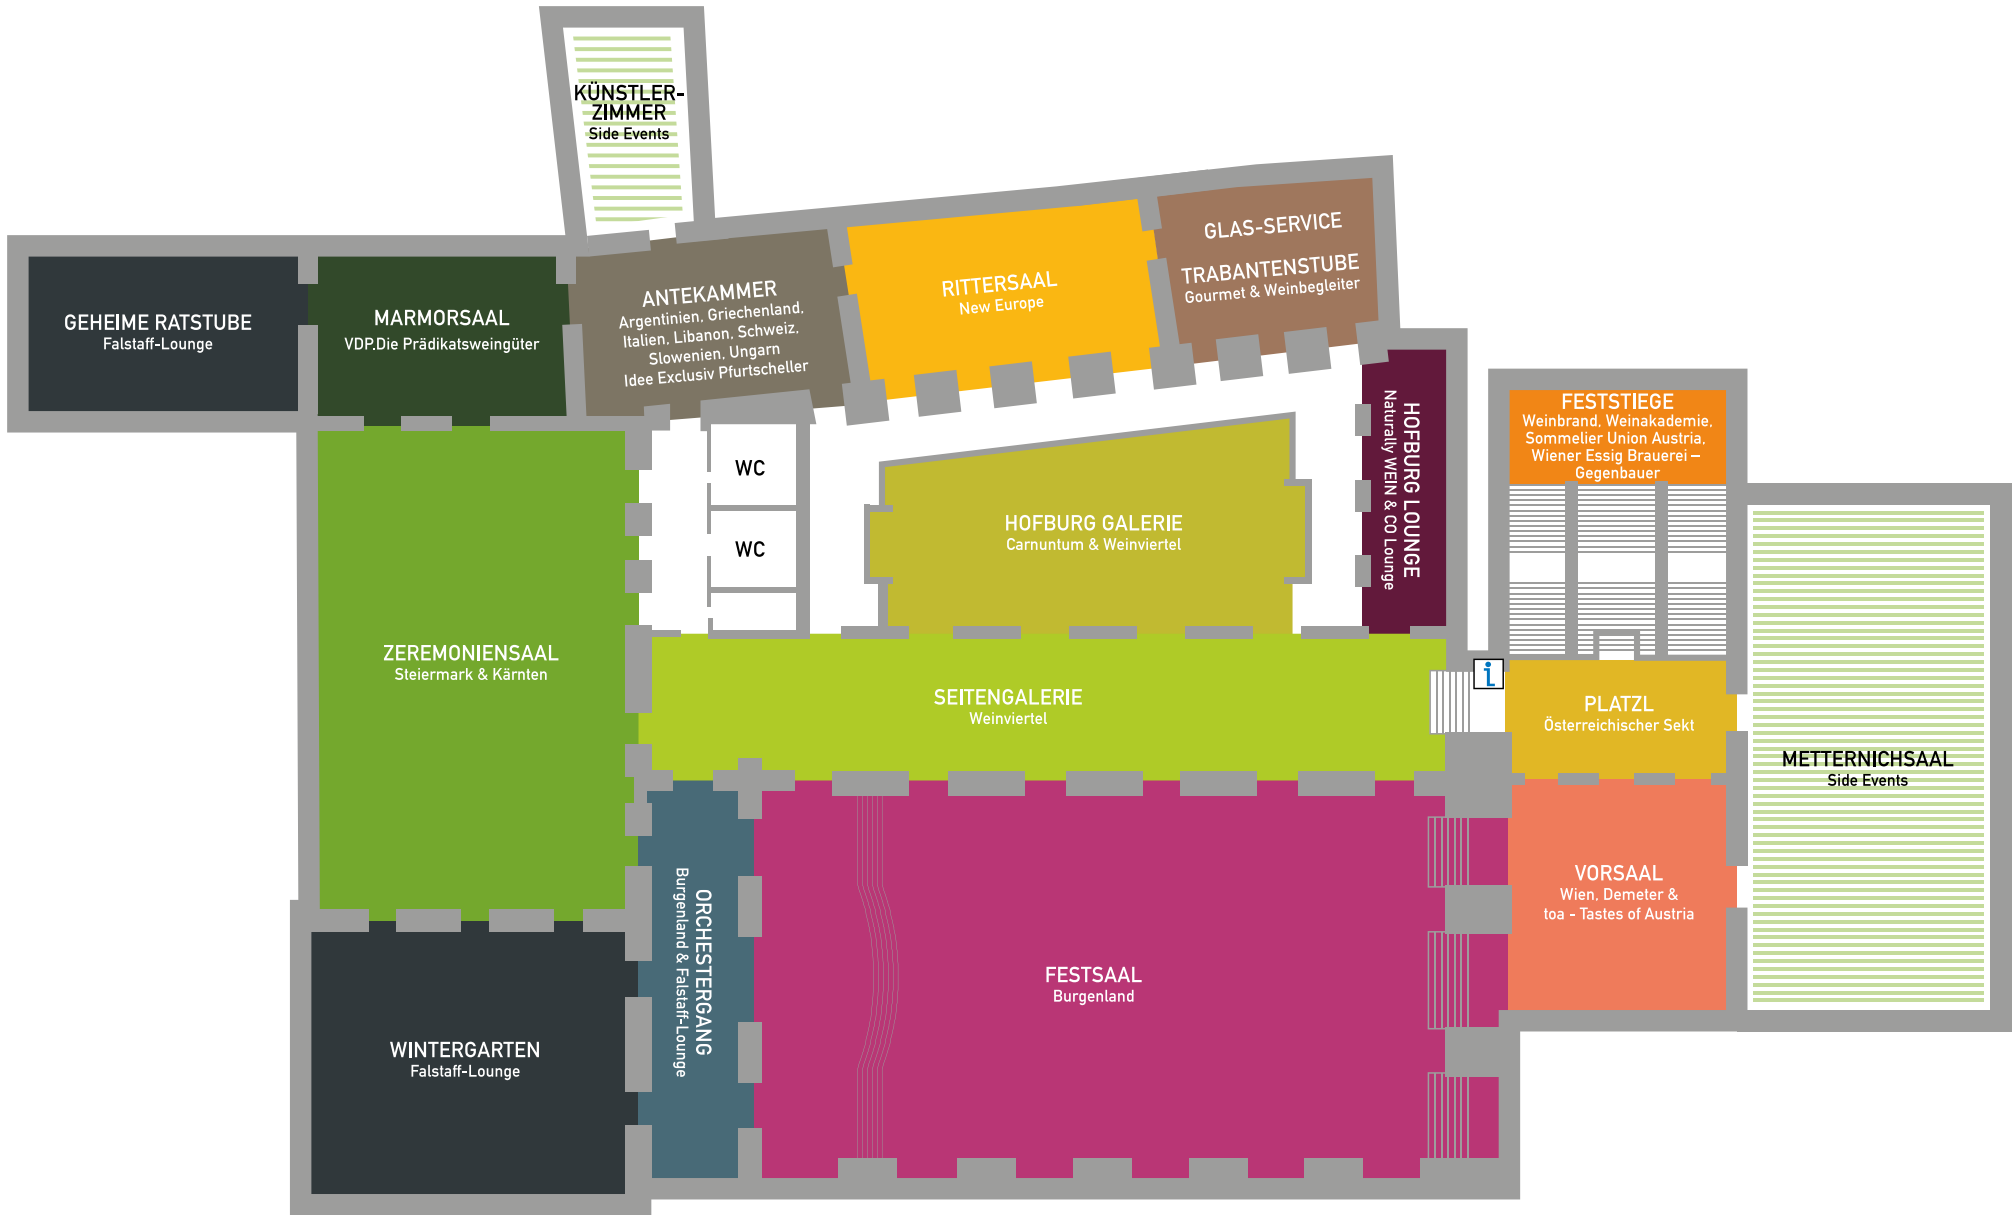 KÜNSTLER-
ZIMMER
Side Events
GEHEIME RATSTUBE
Falstaff-Lounge
MARMORSAAL
VDP.Die Prädikatsweingüter
ANTEKAMMER
Argentinien, Griechenland,
Italien, Libanon, Schweiz,
Slowenien, Ungarn
Idee Exclusiv Pfurtscheller
RITTERSAAL
New Europe
GLAS-SERVICE
TRABANTENSTUBE
Gourmet & Weinbegleiter
HOFBURG LOUNGE
Naturally WEIN & CO Lounge
FESTSTIEGE
Weinbrand, Weinakademie,
Sommelier Union Austria,
Wiener Essig Brauerei –
Gegenbauer
WC
WC
HOFBURG GALERIE
Carnuntum & Weinviertel
ZEREMONIENSAAL
Steiermark & Kärnten
SEITENGALERIE
Weinviertel
i
PLATZL
Österreichischer Sekt
METTERNICHSAAL
Side Events
VORSAAL
Wien, Demeter &
toa - Tastes of Austria
ORCHESTERGANG
Burgenland & Falstaff-Lounge
FESTSAAL
Burgenland
WINTERGARTEN
Falstaff-Lounge